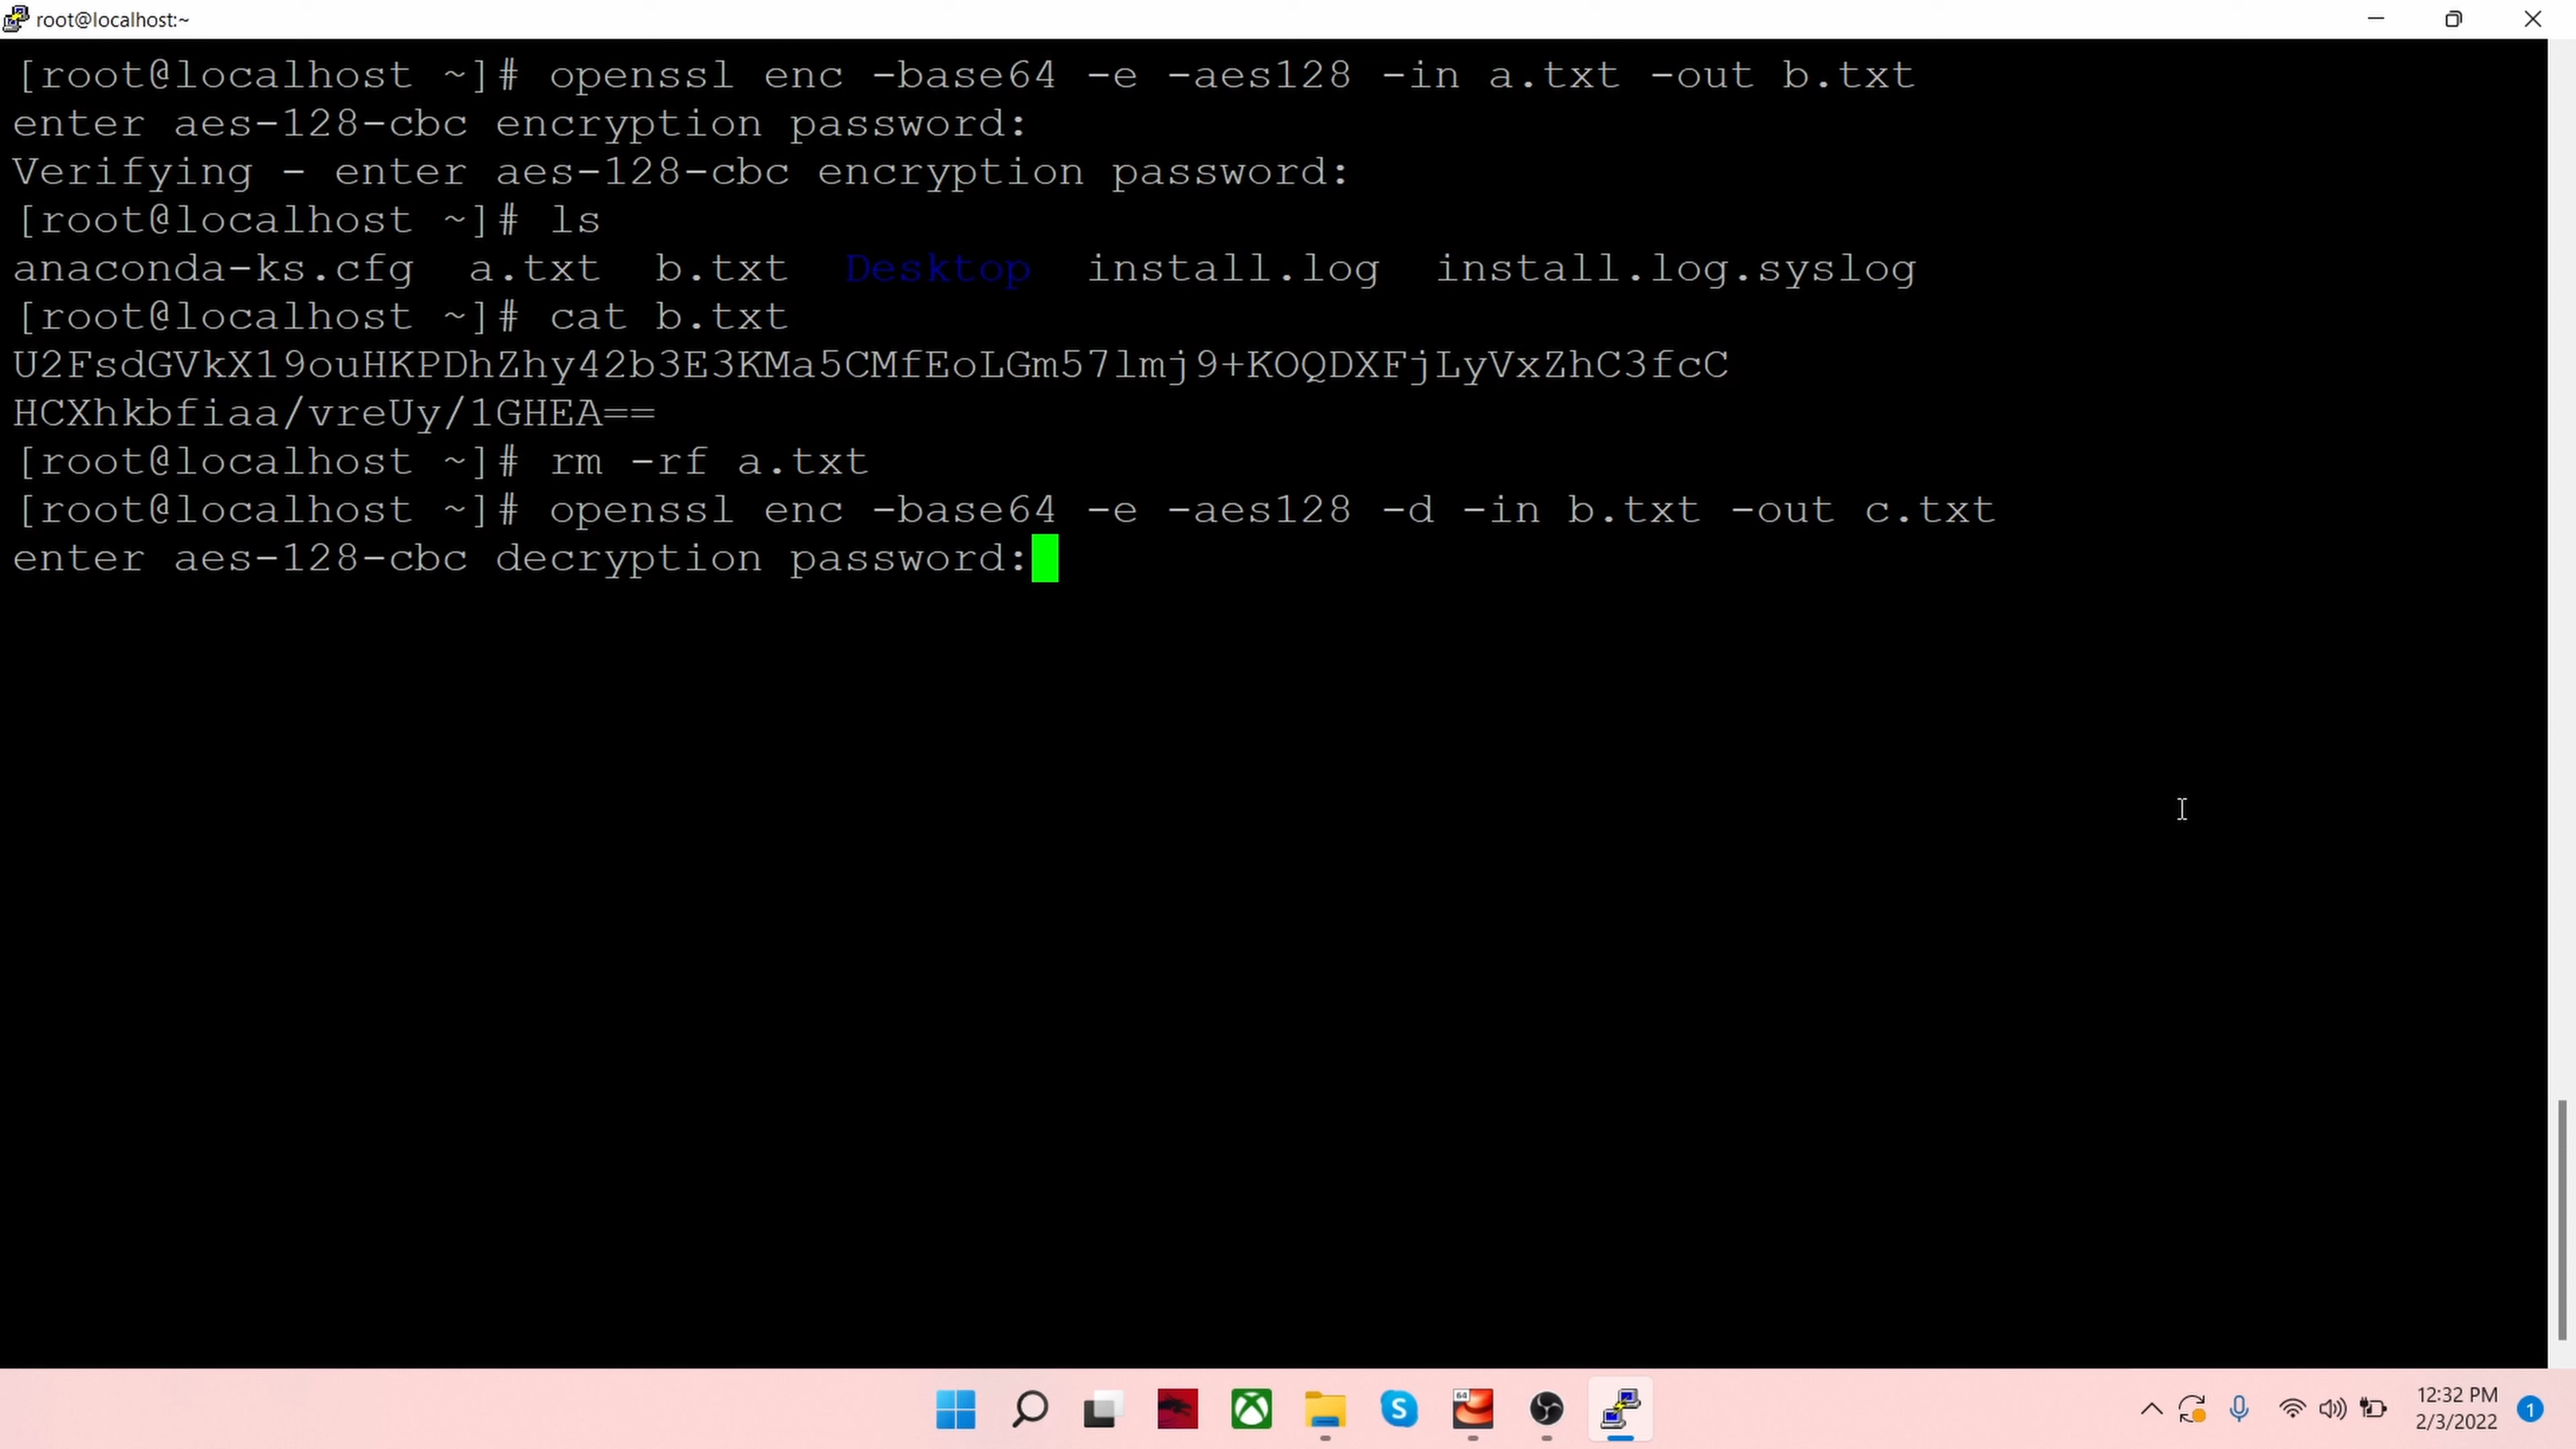 root@localhost:~
[root@localhost ~]# openssl enc -base64 -e -aes128 -in a.txt -out b.txt
enter aes-128-cbc encryption password:
Verifying - enter aes-128-cbc encryption password:
[root@localhost ~]# ls
anaconda-ks.cfg  a.txt  b.txt  Desktop  install.log  install.log.syslog
[root@localhost ~]# cat b.txt
U2FsdGVkX19ouHKPDhZhy42b3E3KMa5CMfEoLGm57lmj9+KOQDXFjLyVxZhC3fcC
HCXhkbfiaa/vreUy/1GHEA==
[root@localhost ~]# rm -rf a.txt
[root@localhost ~]# openssl enc -base64 -e -aes128 -d -in b.txt -out c.txt
enter aes-128-cbc decryption password:
64
S
12:32 PM
2/3/2022
1